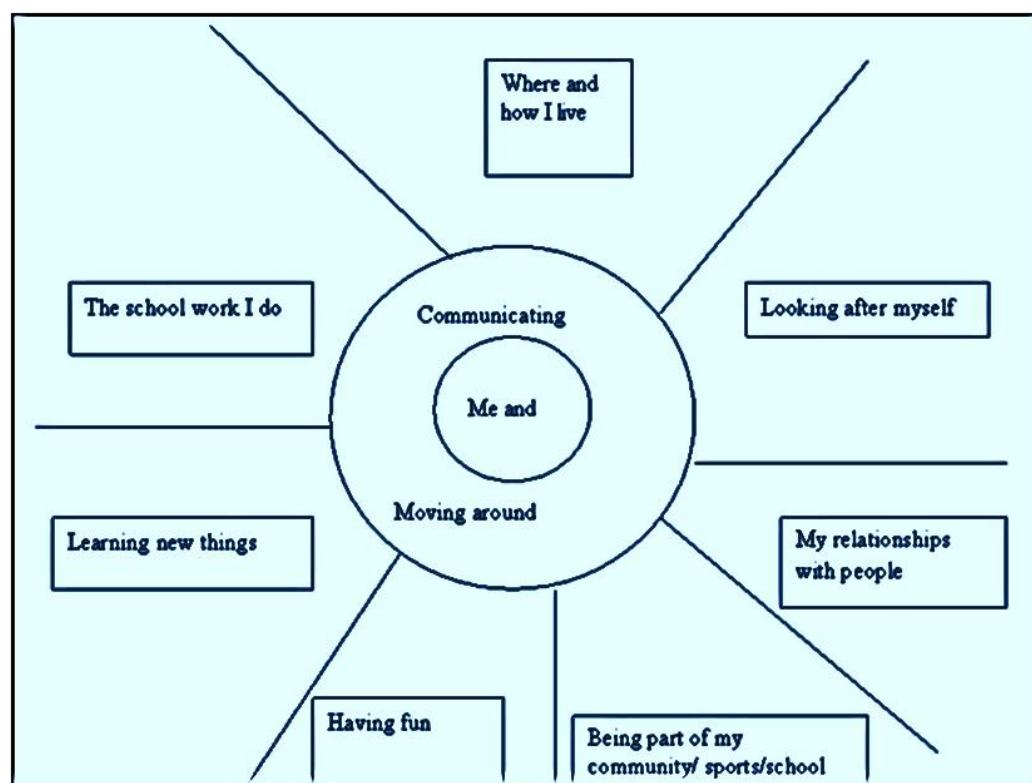 Where and
how I live
The school work I do
Communicating
Looking after myself
Me and
Moving around
Learning new things
My relationships
with people
Having fun
Being part of my
community/ sports/school